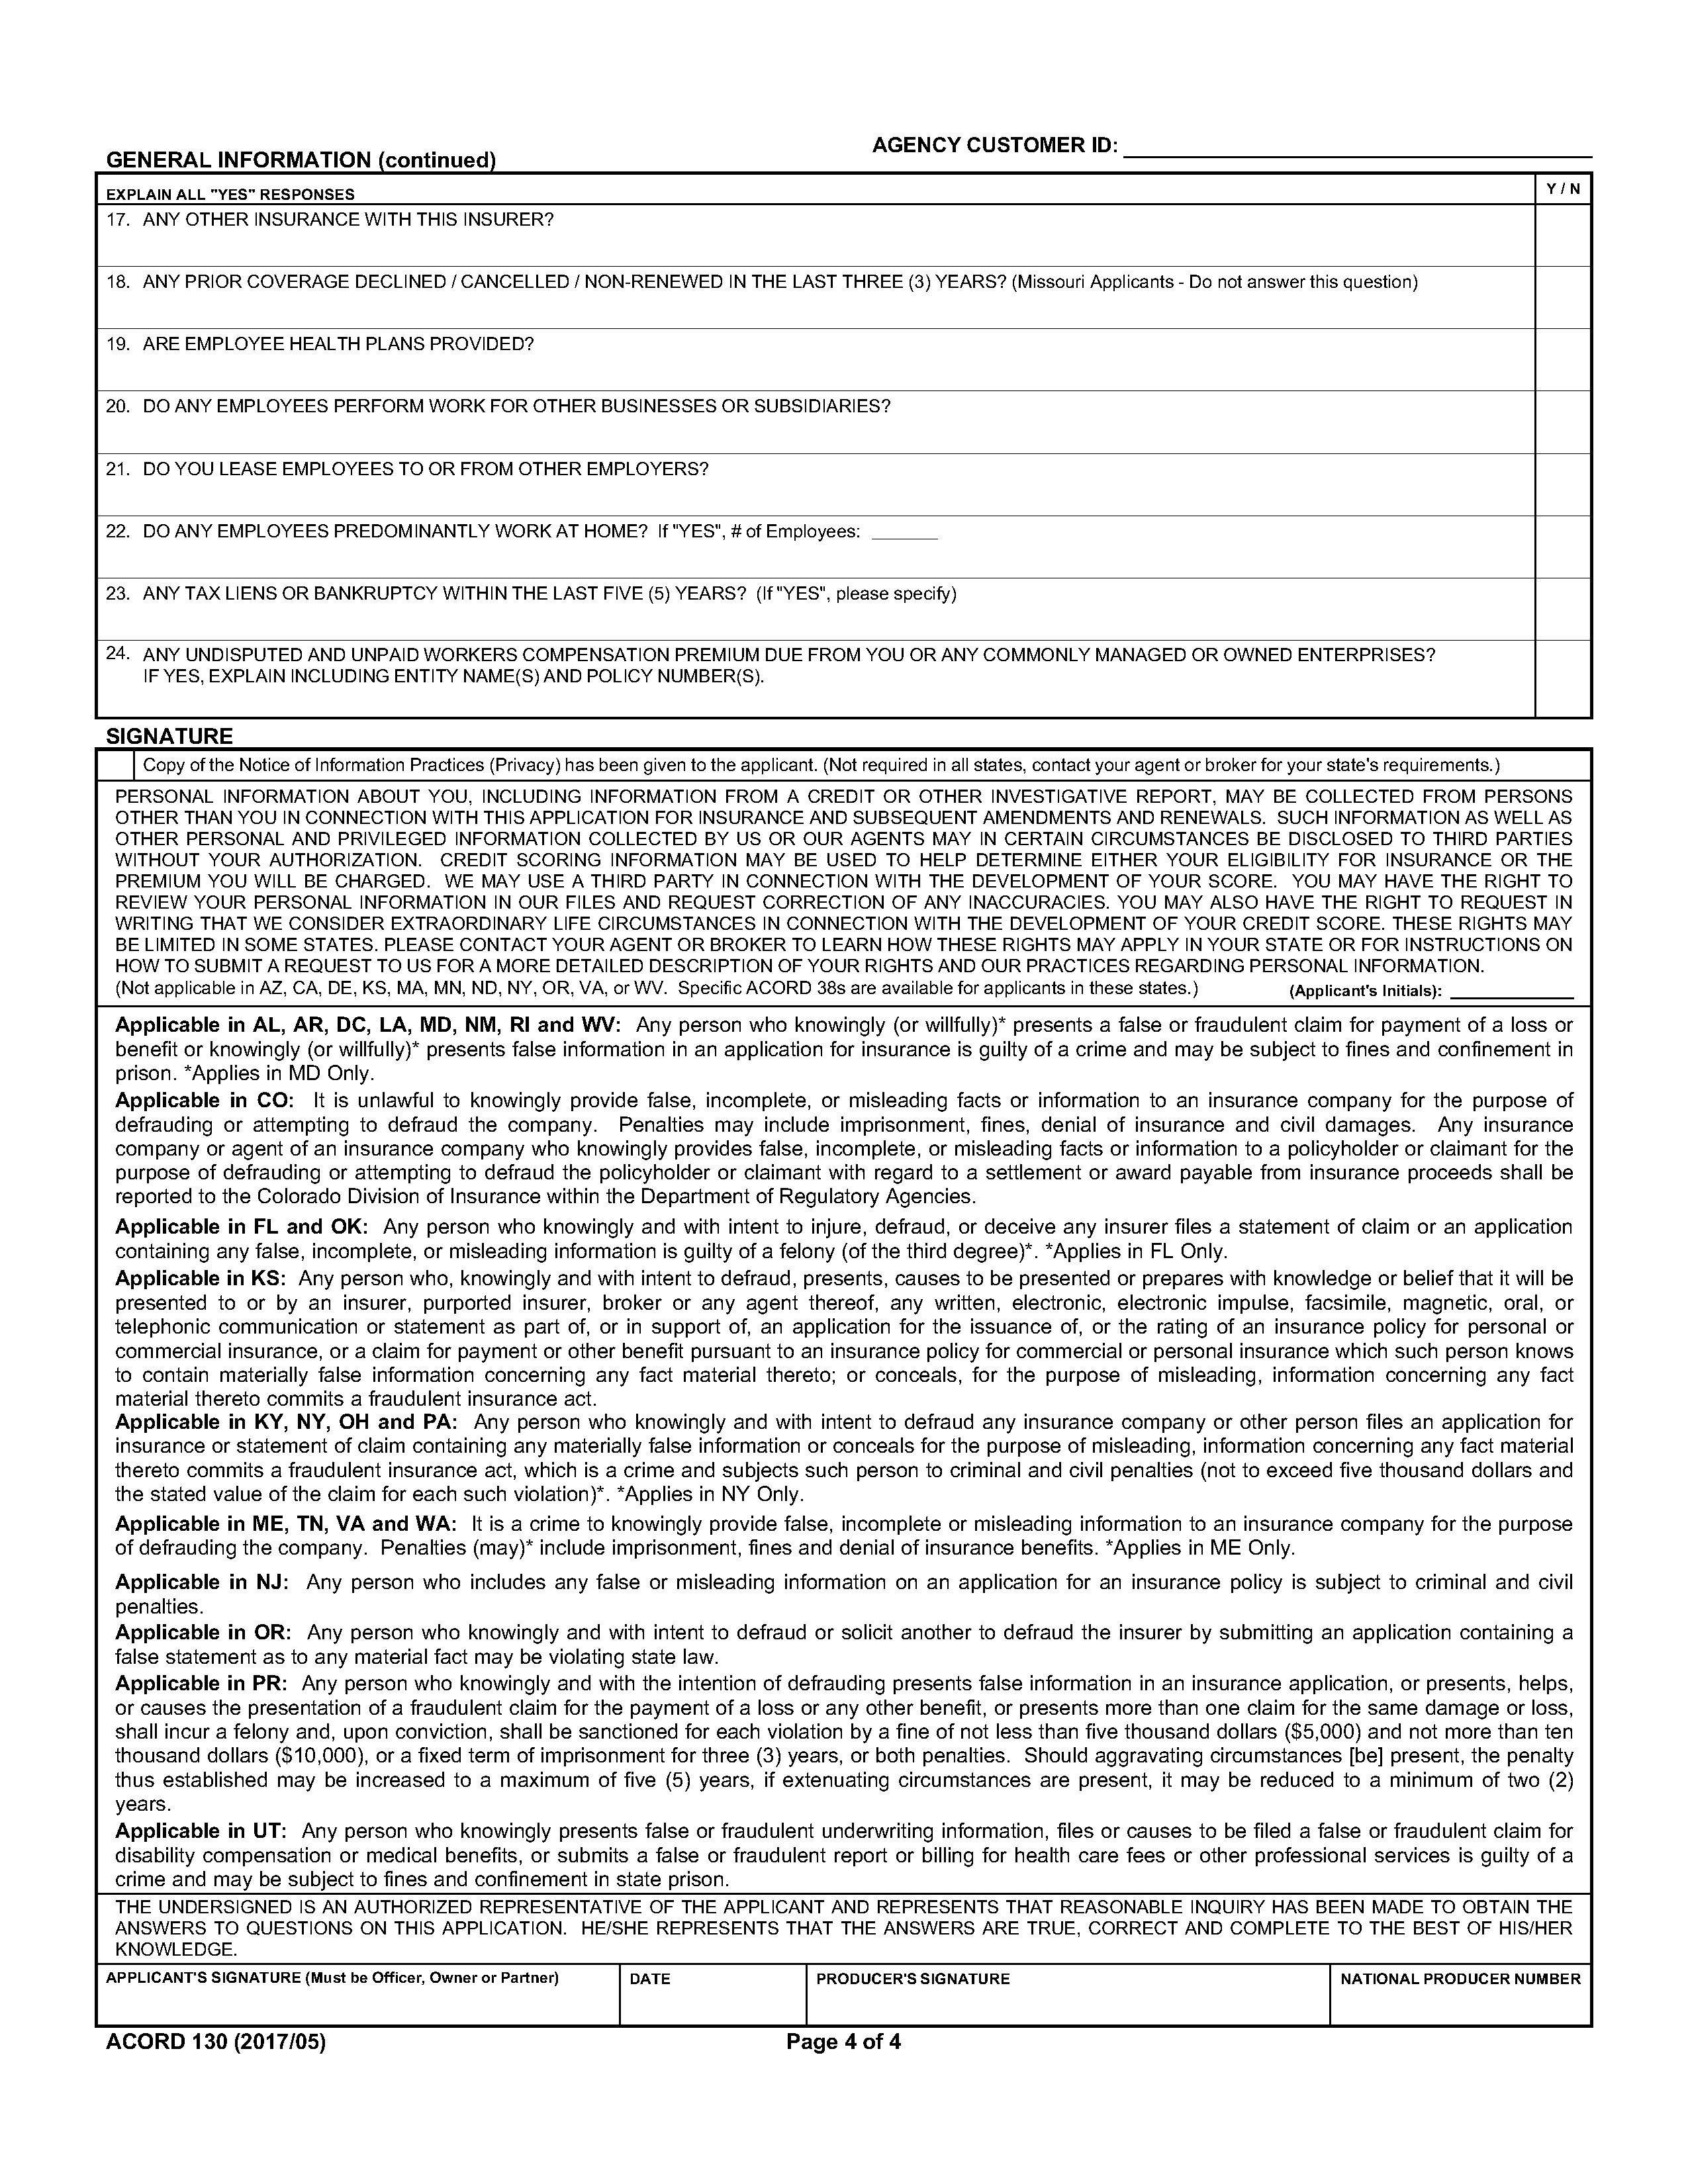 AGENCY CUSTOMER ID:
GENERAL INFORMATION (continued)
EXPLAIN ALL "YES" RESPONSES
Y / N
17. ANY OTHER INSURANCE WITH THIS INSURER?
18. ANY PRIOR COVERAGE DECLINED / CANCELLED / NON-RENEWED IN THE LAST THREE (3) YEARS? (Missouri Applicants - Do not answer this question)
19. ARE EMPLOYEE HEALTH PLANS PROVIDED?
20. DO ANY EMPLOYEES PERFORM WORK FOR OTHER BUSINESSES OR SUBSIDIARIES?
21. DO YOU LEASE EMPLOYEES TO OR FROM OTHER EMPLOYERS?
22. DO ANY EMPLOYEES PREDOMINANTLY WORK AT HOME? If "YES", # of Employees: _______
23. ANY TAX LIENS OR BANKRUPTCY WITHIN THE LAST FIVE (5) YEARS? (If "YES", please specify)
24. ANY UNDISPUTED AND UNPAID WORKERS COMPENSATION PREMIUM DUE FROM YOU OR ANY COMMONLY MANAGED OR OWNED ENTERPRISES?
IF YES, EXPLAIN INCLUDING ENTITY NAME(S) AND POLICY NUMBER(S).
SIGNATURE
Copy of the Notice of Information Practices (Privacy) has been given to the applicant. (Not required in all states, contact your agent or broker for your state's requirements.)
PERSONAL INFORMATION ABOUT YOU, INCLUDING INFORMATION FROM A CREDIT OR OTHER INVESTIGATIVE REPORT, MAY BE COLLECTED FROM PERSONS
OTHER THAN YOU IN CONNECTION WITH THIS APPLICATION FOR INSURANCE AND SUBSEQUENT AMENDMENTS AND RENEWALS. SUCH INFORMATION AS WELL AS
OTHER PERSONAL AND PRIVILEGED INFORMATION COLLECTED BY US OR OUR AGENTS MAY IN CERTAIN CIRCUMSTANCES BE DISCLOSED TO THIRD PARTIES
WITHOUT YOUR AUTHORIZATION. CREDIT SCORING INFORMATION MAY BE USED TO HELP DETERMINE EITHER YOUR ELIGIBILITY FOR INSURANCE OR THE
PREMIUM YOU WILL BE CHARGED. WE MAY USE A THIRD PARTY IN CONNECTION WITH THE DEVELOPMENT OF YOUR SCORE. YOU MAY HAVE THE RIGHT TO
REVIEW YOUR PERSONAL INFORMATION IN OUR FILES AND REQUEST CORRECTION OF ANY INACCURACIES. YOU MAY ALSO HAVE THE RIGHT TO REQUEST IN
WRITING THAT WE CONSIDER EXTRAORDINARY LIFE CIRCUMSTANCES IN CONNECTION WITH THE DEVELOPMENT OF YOUR CREDIT SCORE. THESE RIGHTS MAY
BE LIMITED IN SOME STATES. PLEASE CONTACT YOUR AGENT OR BROKER TO LEARN HOW THESE RIGHTS MAY APPLY IN YOUR STATE OR FOR INSTRUCTIONS ON
HOW TO SUBMIT A REQUEST TO US FOR A MORE DETAILED DESCRIPTION OF YOUR RIGHTS AND OUR PRACTICES REGARDING PERSONAL INFORMATION.
(Not applicable in AZ, CA, DE, KS, MA, MN, ND, NY, OR, VA, or WV. Specific ACORD 38s are available for applicants in these states.) (Applicant's Initials):
Applicable in AL, AR, DC, LA, MD, NM, RI and WV: Any person who knowingly (or willfully)* presents a false or fraudulent claim for payment of a loss or
benefit or knowingly (or willfully)* presents false information in an application for insurance is guilty of a crime and may be subject to fines and confinement in
prison. *Applies in MD Only.
Applicable in CO: It is unlawful to knowingly provide false, incomplete, or misleading facts or information to an insurance company for the purpose of
defrauding or attempting to defraud the company. Penalties may include imprisonment, fines, denial of insurance and civil damages. Any insurance
company or agent of an insurance company who knowingly provides false, incomplete, or misleading facts or information to a policyholder or claimant for the
purpose of defrauding or attempting to defraud the policyholder or claimant with regard to a settlement or award payable from insurance proceeds shall be
reported to the Colorado Division of Insurance within the Department of Regulatory Agencies.
Applicable in FL and OK: Any person who knowingly and with intent to injure, defraud, or deceive any insurer files a statement of claim or an application
containing any false, incomplete, or misleading information is guilty of a felony (of the third degree)*. *Applies in FL Only.
Applicable in KS: Any person who, knowingly and with intent to defraud, presents, causes to be presented or prepares with knowledge or belief that it will be
presented to or by an insurer, purported insurer, broker or any agent thereof, any written, electronic, electronic impulse, facsimile, magnetic, oral, or
telephonic communication or statement as part of, or in support of, an application for the issuance of, or the rating of an insurance policy for personal or
commercial insurance, or a claim for payment or other benefit pursuant to an insurance policy for commercial or personal insurance which such person knows
to contain materially false information concerning any fact material thereto; or conceals, for the purpose of misleading, information concerning any fact
material thereto commits a fraudulent insurance act.
Applicable in KY, NY, OH and PA: Any person who knowingly and with intent to defraud any insurance company or other person files an application for
insurance or statement of claim containing any materially false information or conceals for the purpose of misleading, information concerning any fact material
thereto commits a fraudulent insurance act, which is a crime and subjects such person to criminal and civil penalties (not to exceed five thousand dollars and
the stated value of the claim for each such violation)*. *Applies in NY Only.
Applicable in ME, TN, VA and WA: It is a crime to knowingly provide false, incomplete or misleading information to an insurance company for the purpose
of defrauding the company. Penalties (may)* include imprisonment, fines and denial of insurance benefits. *Applies in ME Only.
Applicable in NJ: Any person who includes any false or misleading information on an application for an insurance policy is subject to criminal and civil
penalties.
Applicable in OR: Any person who knowingly and with intent to defraud or solicit another to defraud the insurer by submitting an application containing a
false statement as to any material fact may be violating state law.
Applicable in PR: Any person who knowingly and with the intention of defrauding presents false information in an insurance application, or presents, helps,
or causes the presentation of a fraudulent claim for the payment of a loss or any other benefit, or presents more than one claim for the same damage or loss,
shall incur a felony and, upon conviction, shall be sanctioned for each violation by a fine of not less than five thousand dollars ($5,000) and not more than ten
thousand dollars ($10,000), or a fixed term of imprisonment for three (3) years, or both penalties. Should aggravating circumstances [be] present, the penalty
thus established may be increased to a maximum of five (5) years, if extenuating circumstances are present, it may be reduced to a minimum of two (2)
years.
Applicable in UT: Any person who knowingly presents false or fraudulent underwriting information, files or causes to be filed a false or fraudulent claim for
disability compensation or medical benefits, or submits a false or fraudulent report or billing for health care fees or other professional services is guilty of a
crime and may be subject to fines and confinement in state prison.
THE UNDERSIGNED IS AN AUTHORIZED REPRESENTATIVE OF THE APPLICANT AND REPRESENTS THAT REASONABLE INQUIRY HAS BEEN MADE TO OBTAIN THE
ANSWERS TO QUESTIONS ON THIS APPLICATION. HE/SHE REPRESENTS THAT THE ANSWERS ARE TRUE, CORRECT AND COMPLETE TO THE BEST OF HIS/HER
KNOWLEDGE.
APPLICANT'S SIGNATURE (Must be Officer, Owner or Partner) DATE PRODUCER'S SIGNATURE NATIONAL PRODUCER NUMBER
ACORD 130 (2017/05) Page 4 of 4